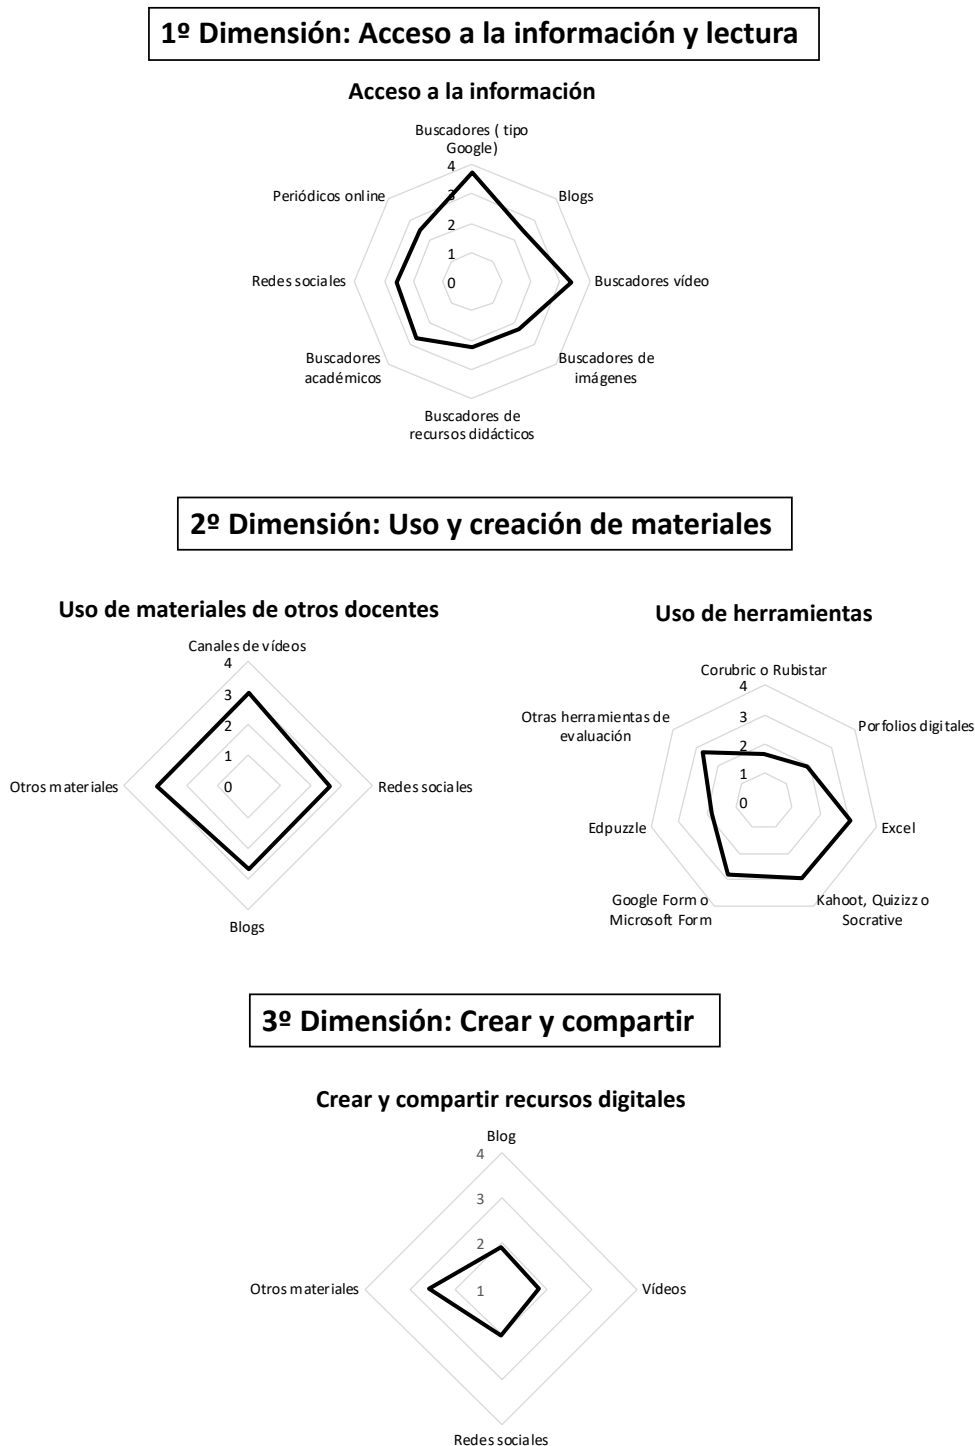 1º Dimensión: Acceso a la información y lectura
Acceso a la información
Buscadores ( tipo
Google)
Blogs
Buscadores vídeo
Buscadores de
imágenes
Buscadores de
recursos didácticos
Buscadores
académicos
Redes sociales
Periódicos online
4
3
2
1
0
2º Dimensión: Uso y creación de materiales
Uso de materiales de otros docentes
Canales de vídeos
Redes sociales
Blogs
Otros materiales
4
3
2
1
0
Uso de herramientas
Corubric o Rubistar
Porfolios digitales
Excel
Kahoot, Quizizz o
Socrative
Google Form o
Microsoft Form
Edpuzzle
Otras herramientas de
evaluación
4
3
2
1
0
3º Dimensión: Crear y compartir
Crear y compartir recursos digitales
Blog
Vídeos
Redes sociales
Otros materiales
4
3
2
1